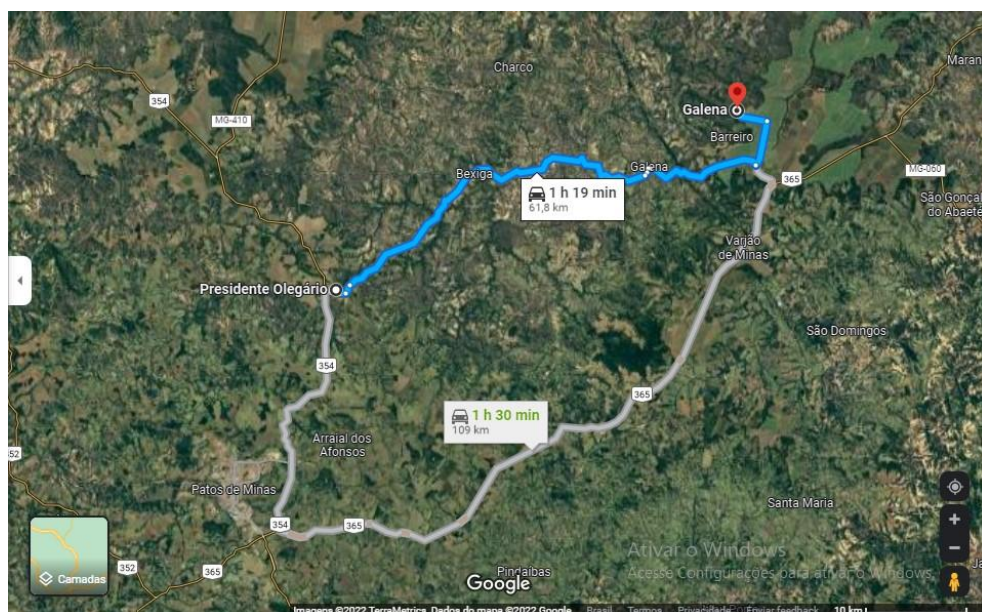 Charco
Maran
354
MG-410
Galena
Barreiro
Bexiga
Galena
365
MG-060
1 h 19 min
61,8 km
São Gonçal
do Abaeté
Varjão
de Minas
Presidente Olegário
São Domingos
354
365
1 h 30 min
109 km
Arraial dos
Afonsos
52
Patos de Minas
Santa Maria
354
365
Ativar o Windows
Acesse Configurações para ativar o Windows.
Camadas
352
365
Pindaibas
Google
Imagens ©2022 TerraMetrics, Dados do mapa ©2022 Google Brasil Termos Privacidade Enviar feedback 10 km